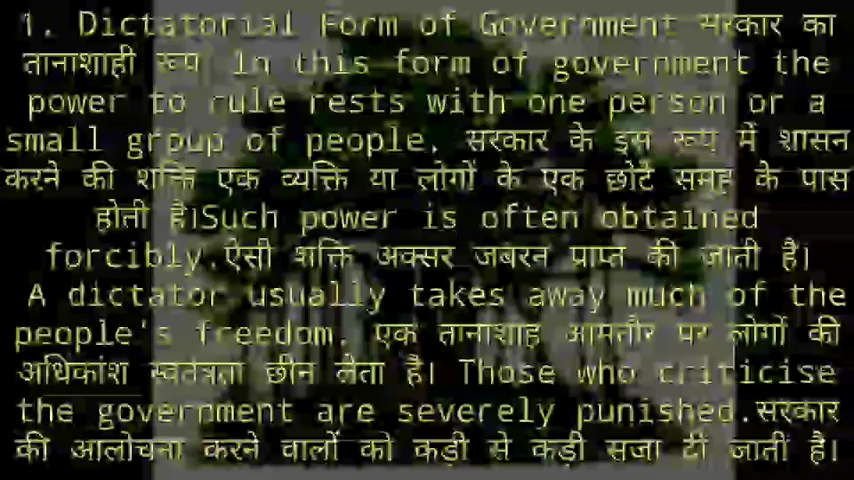 1. Dictatorial Form of Government सरकार का
तानाशाही रूप In this form of government the
power to rule rests with one person or a
small group of people. सरकार के इस रूप में शासन
करने की शक्ति एक व्यक्ति या लोगों के एक छोटे समूह के पास
होती है।Such power is often obtained
forcibly.ऐसी शक्ति अक्सर जबरन प्राप्त की जाती है।
A dictator usually takes away much of the
people's freedom. एक तानाशाह आमतौर पर लोगों की
अधिकांश स्वतंत्रता छीन लेता है। Those who criticise
the government are severely punished.सरकार
की आलोचना करने वालों को कड़ी से कड़ी सजा दी जाती है।